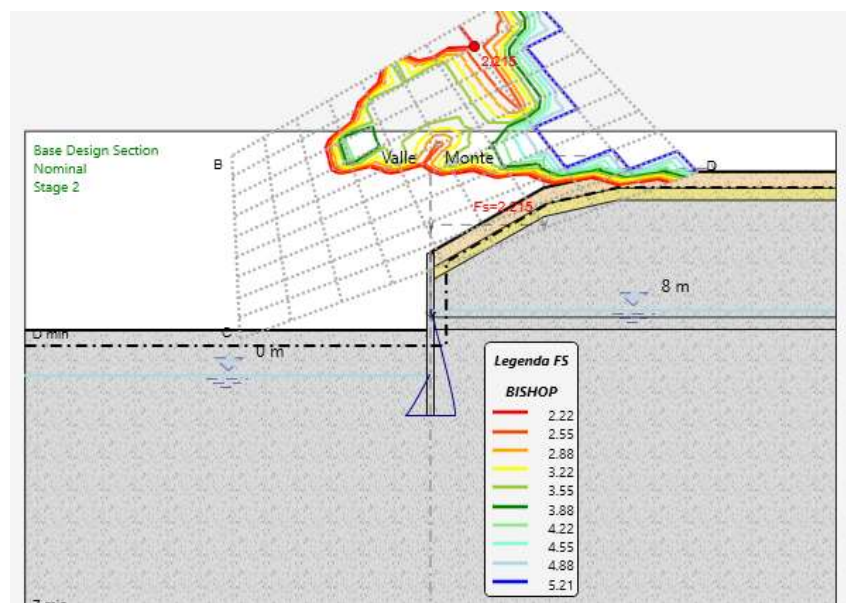 2.215
Base Design Section
Nominal
Stage 2
B
Valle
Monte
D
Fs=2.215
8 m
D min
C
0 m
Legenda FS
BISHOP
2.22
2.55
2.88
3.22
3.55
3.88
4.22
4.55
4.88
5.21
Z min